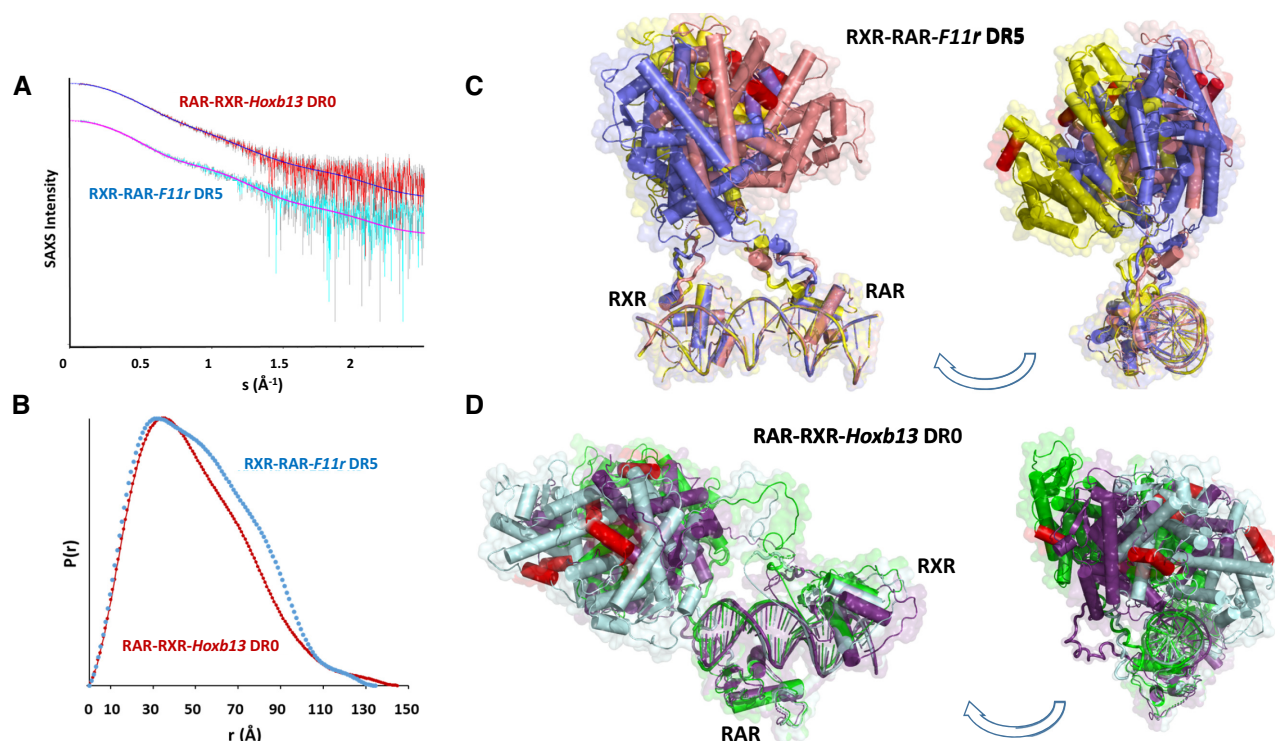 A
RAR-RXR-Hoxb13 DR0
RXR-RAR-F11r DR5
SAXS Intensity
0 0.5 1 1.5 2
s (Å-1)
B
RXR-RAR-F11r DR5
RAR-RXR-Hoxb13 DR0
P(r)
0 10 30 50 70 90 110 130 150
r (Å)
C
RXR-RAR-F11r DR5
RXR
RAR
D
RAR-RXR-Hoxb13 DR0
RXR
RAR